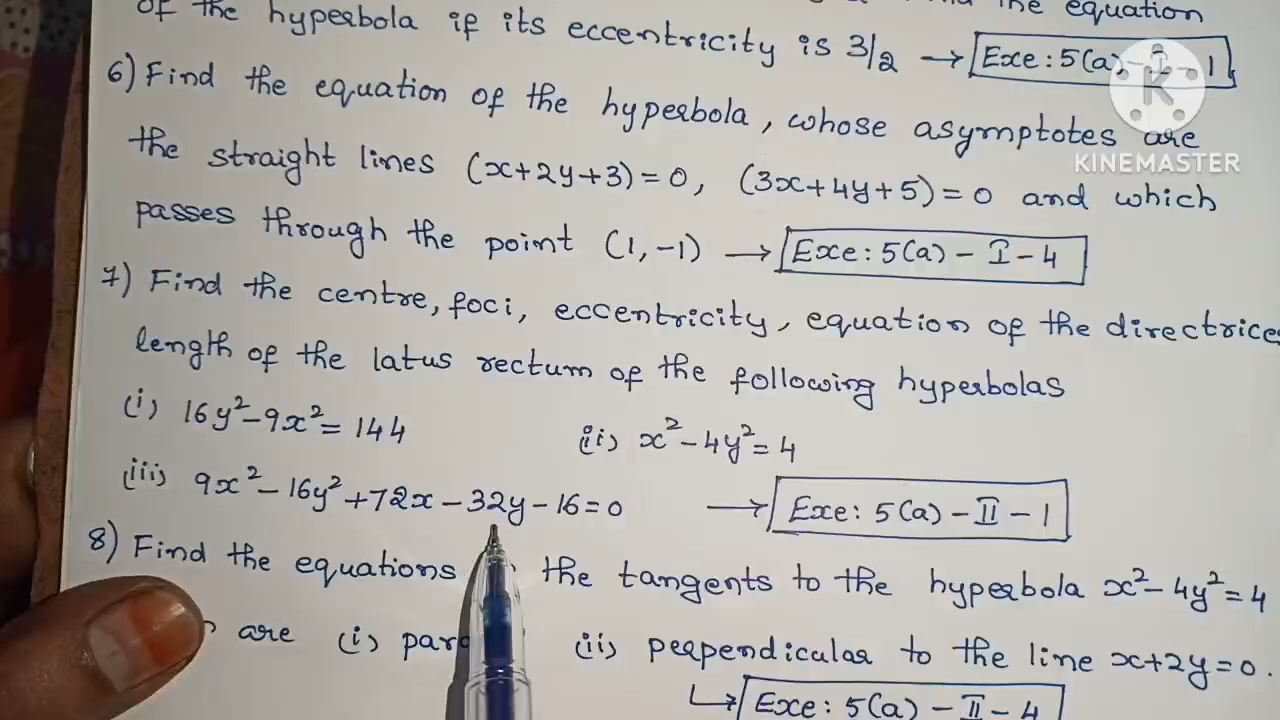 of the hyperbola if its eccentricity is 3/2 → Exe : 5(a) - I - 1
the equation
6) Find the equation of the hyperbola, whose asymptotes are
the straight lines (x+2y+3)=0, (3x+4y+5)=0 and which
passes through the point (1,-1) → Exe : 5(a) - I - 4
7) Find the centre, foci, eccentricity, equation of the directrice
length of the latus rectum of the following hyperbolas
(i) 16y²-9x²=144 (ii) x²-4y²=4
(iii) 9x²-16y²+72x-32y-16=0 → Exe : 5(a) - II - 1
8) Find the equations the tangents to the hyperbola x²-4y²=4
are (i) para (ii) perpendicular to the line x+2y=0.
↳ Exe : 5(a) - II - 4
K
KINEMASTER